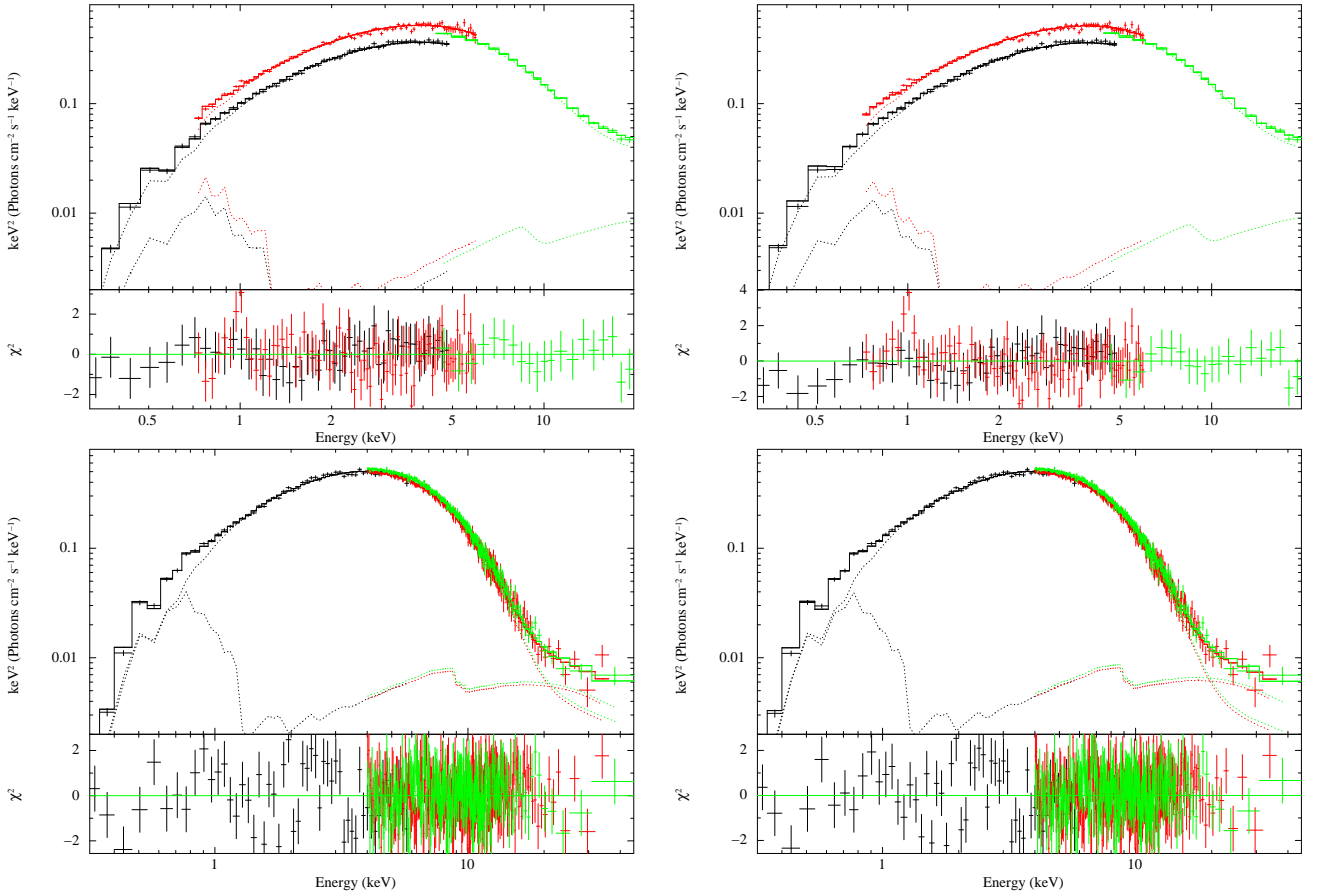 keV² (Photons cm⁻² s⁻¹ keV⁻¹)
0.1
0.01
χ²
2
0
−2
0.5 1 2 5 10
Energy (keV)
keV² (Photons cm⁻² s⁻¹ keV⁻¹)
0.1
0.01
χ²
4
2
0
−2
0.5 1 2 5 10
Energy (keV)
keV² (Photons cm⁻² s⁻¹ keV⁻¹)
0.1
0.01
χ²
2
0
−2
1 10
Energy (keV)
keV² (Photons cm⁻² s⁻¹ keV⁻¹)
0.1
0.01
χ²
2
0
−2
1 10
Energy (keV)